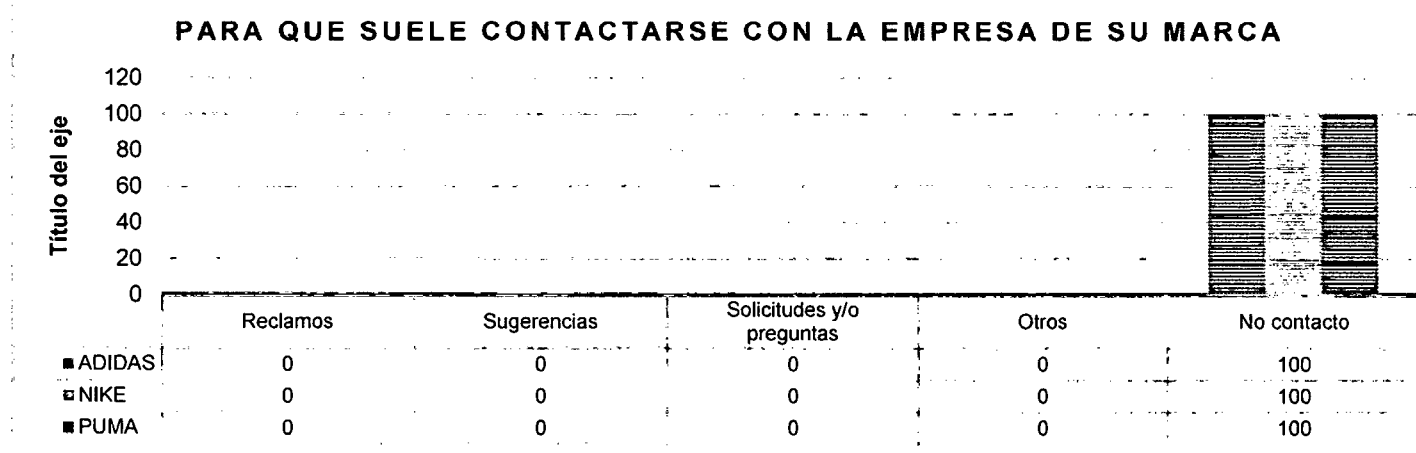 PARA QUE SUELE CONTACTARSE CON LA EMPRESA DE SU MARCA
Título del eje
120
100
80
60
40
20
0
Reclamos Sugerencias Solicitudes y/o preguntas Otros No contacto
ADIDAS 0 0 0 0 100
NIKE 0 0 0 0 100
PUMA 0 0 0 0 100